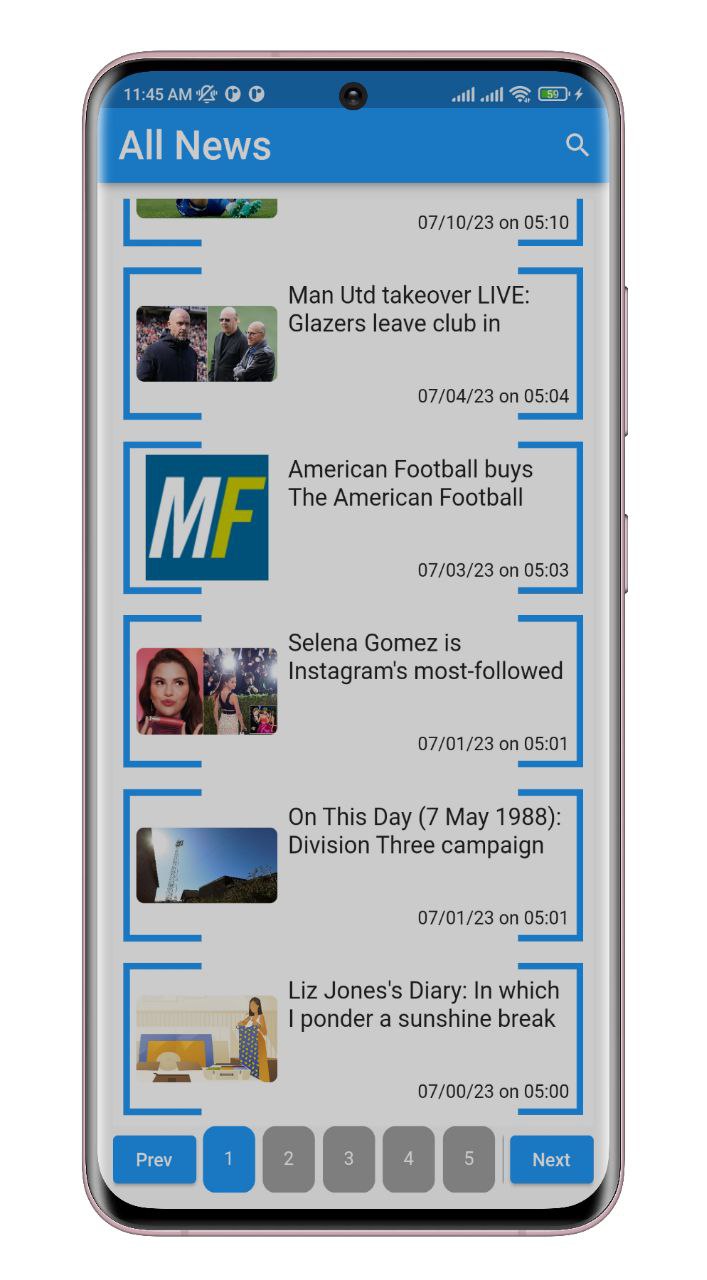 11:45 AM
59
All News
07/10/23 on 05:10
Man Utd takeover LIVE:
Glazers leave club in
07/04/23 on 05:04
MF
American Football buys
The American Football
07/03/23 on 05:03
Selena Gomez is
Instagram's most-followed
07/01/23 on 05:01
On This Day (7 May 1988):
Division Three campaign
07/01/23 on 05:01
Liz Jones's Diary: In which
I ponder a sunshine break
07/00/23 on 05:00
Prev 1 2 3 4 5 Next